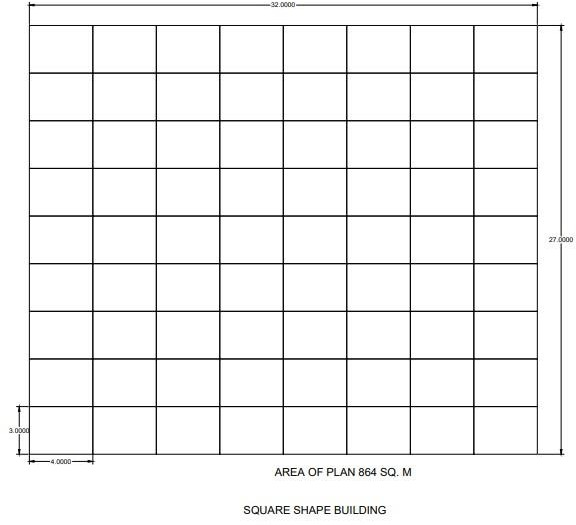 32.0000
27.0000
3.0000
4.0000
AREA OF PLAN 864 SQ. M
SQUARE SHAPE BUILDING